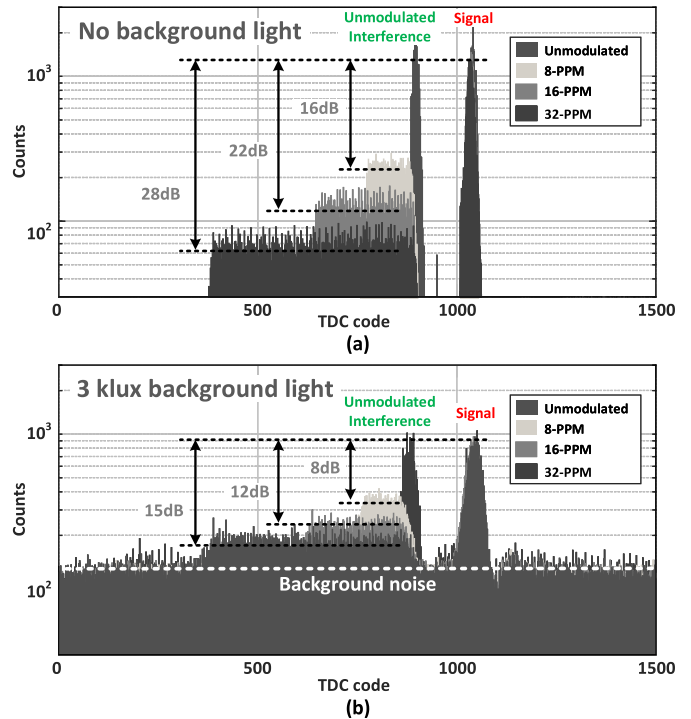 No background light
Unmodulated
Interference
Signal
Unmodulated
8-PPM
16-PPM
32-PPM
16dB
22dB
28dB
Counts
10³
10²
0
500
1000
1500
TDC code
(a)
3 klux background light
Unmodulated
Interference
Signal
Unmodulated
8-PPM
16-PPM
32-PPM
8dB
12dB
15dB
Background noise
Counts
10³
10²
0
500
1000
1500
TDC code
(b)